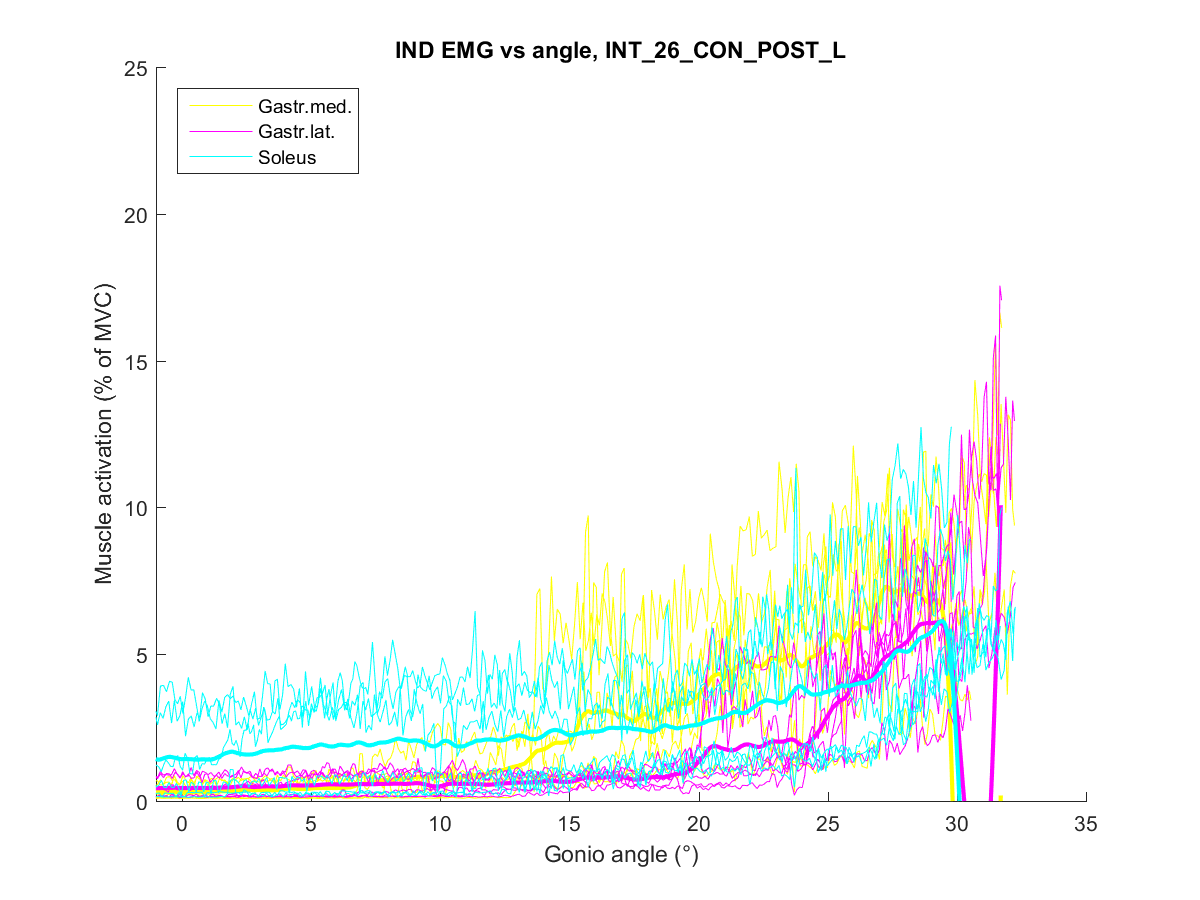 IND EMG vs angle, INT_26_CON_POST_L
25
20
15
10
5
0
Muscle activation (% of MVC)
Gastr.med.
Gastr.lat.
Soleus
0 5 10 15 20 25 30 35
Gonio angle (°)